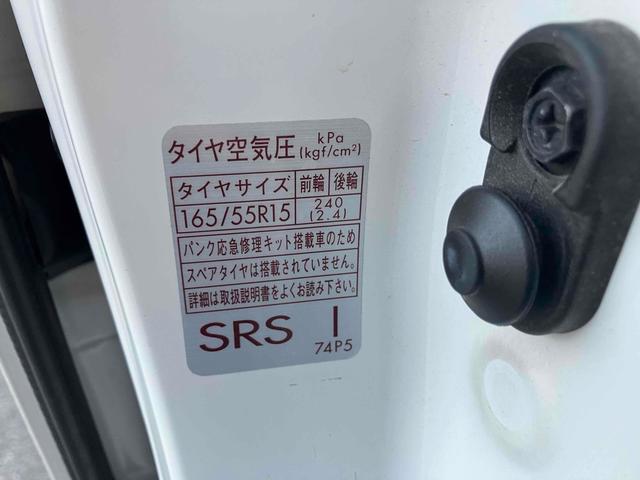 タイヤ空気圧 kPa (kgf/cm²)
タイヤサイズ 前輪 後輪
165/55R15 240 (2.4)
パンク応急修理キット搭載車のため
スペアタイヤは搭載されていません。
詳細は取扱説明書をよくお読み下さい。
SRS I
74P5